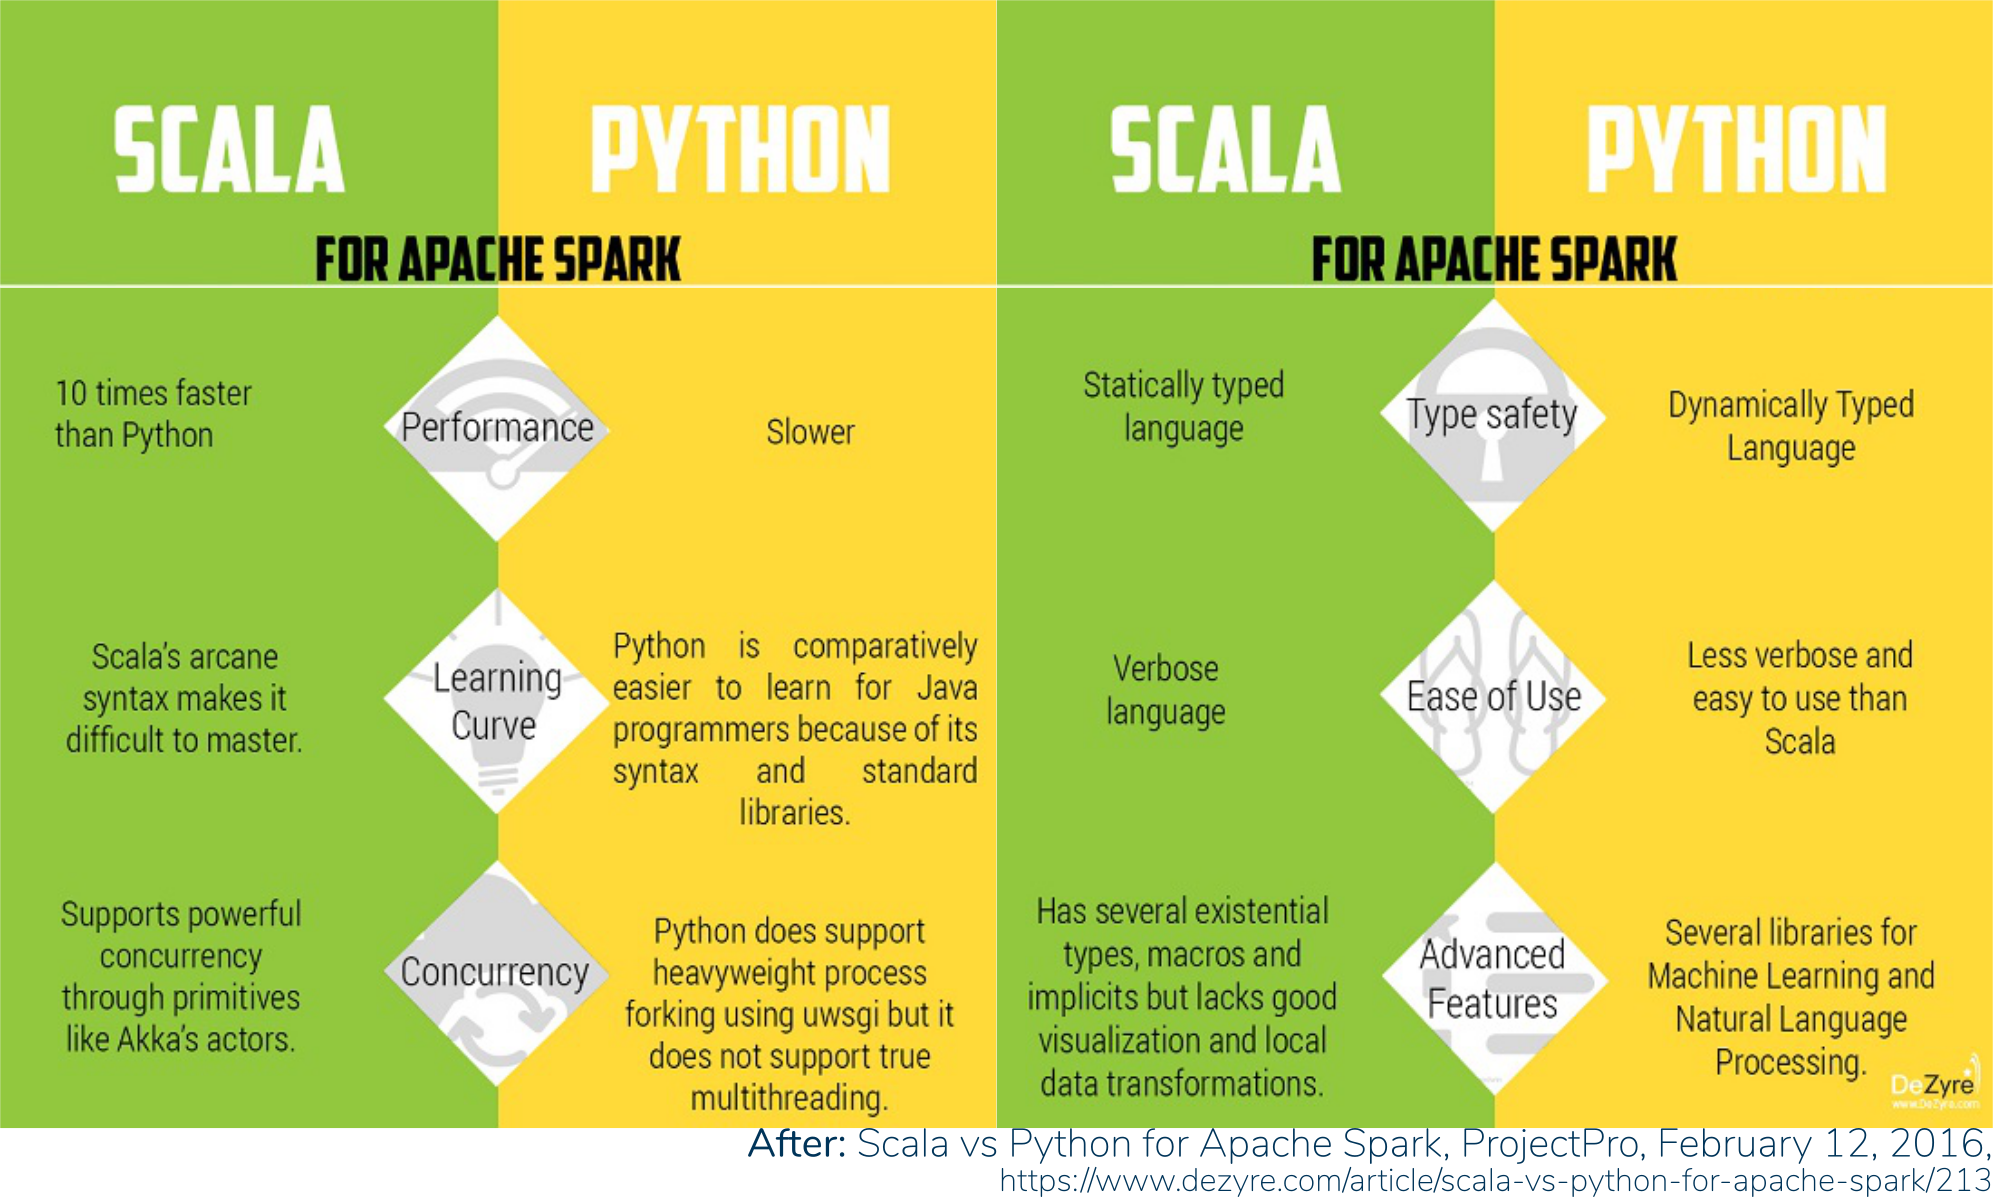 SCALA
PYTHON
FOR APACHE SPARK
10 times faster
than Python
Performance
Slower
Scala's arcane
syntax makes it
difficult to master.
Learning
Curve
Python is comparatively
easier to learn for Java
programmers because of its
syntax and standard
libraries.
Supports powerful
concurrency
through primitives
like Akka's actors.
Concurrency
Python does support
heavyweight process
forking using uwsgi but it
does not support true
multithreading.
SCALA
PYTHON
FOR APACHE SPARK
Statically typed
language
Type safety
Dynamically Typed
Language
Verbose
language
Ease of Use
Less verbose and
easy to use than
Scala
Has several existential
types, macros and
implicits but lacks good
visualization and local
data transformations.
Advanced
Features
Several libraries for
Machine Learning and
Natural Language
Processing.
DeZyre
www.DeZyre.com
After: Scala vs Python for Apache Spark, ProjectPro, February 12, 2016,
https://www.dezyre.com/article/scala-vs-python-for-apache-spark/213